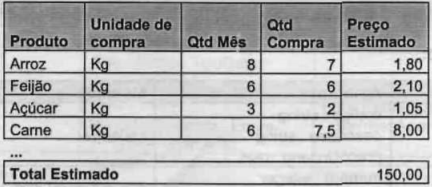 Produto Unidade de compra Qtd Mês Qtd Compra Preço Estimado
Arroz Kg 8 7 1,80
Feijão Kg 6 6 2,10
Açúcar Kg 3 2 1,05
Carne Kg 6 7,5 8,00
...
Total Estimado 150,00